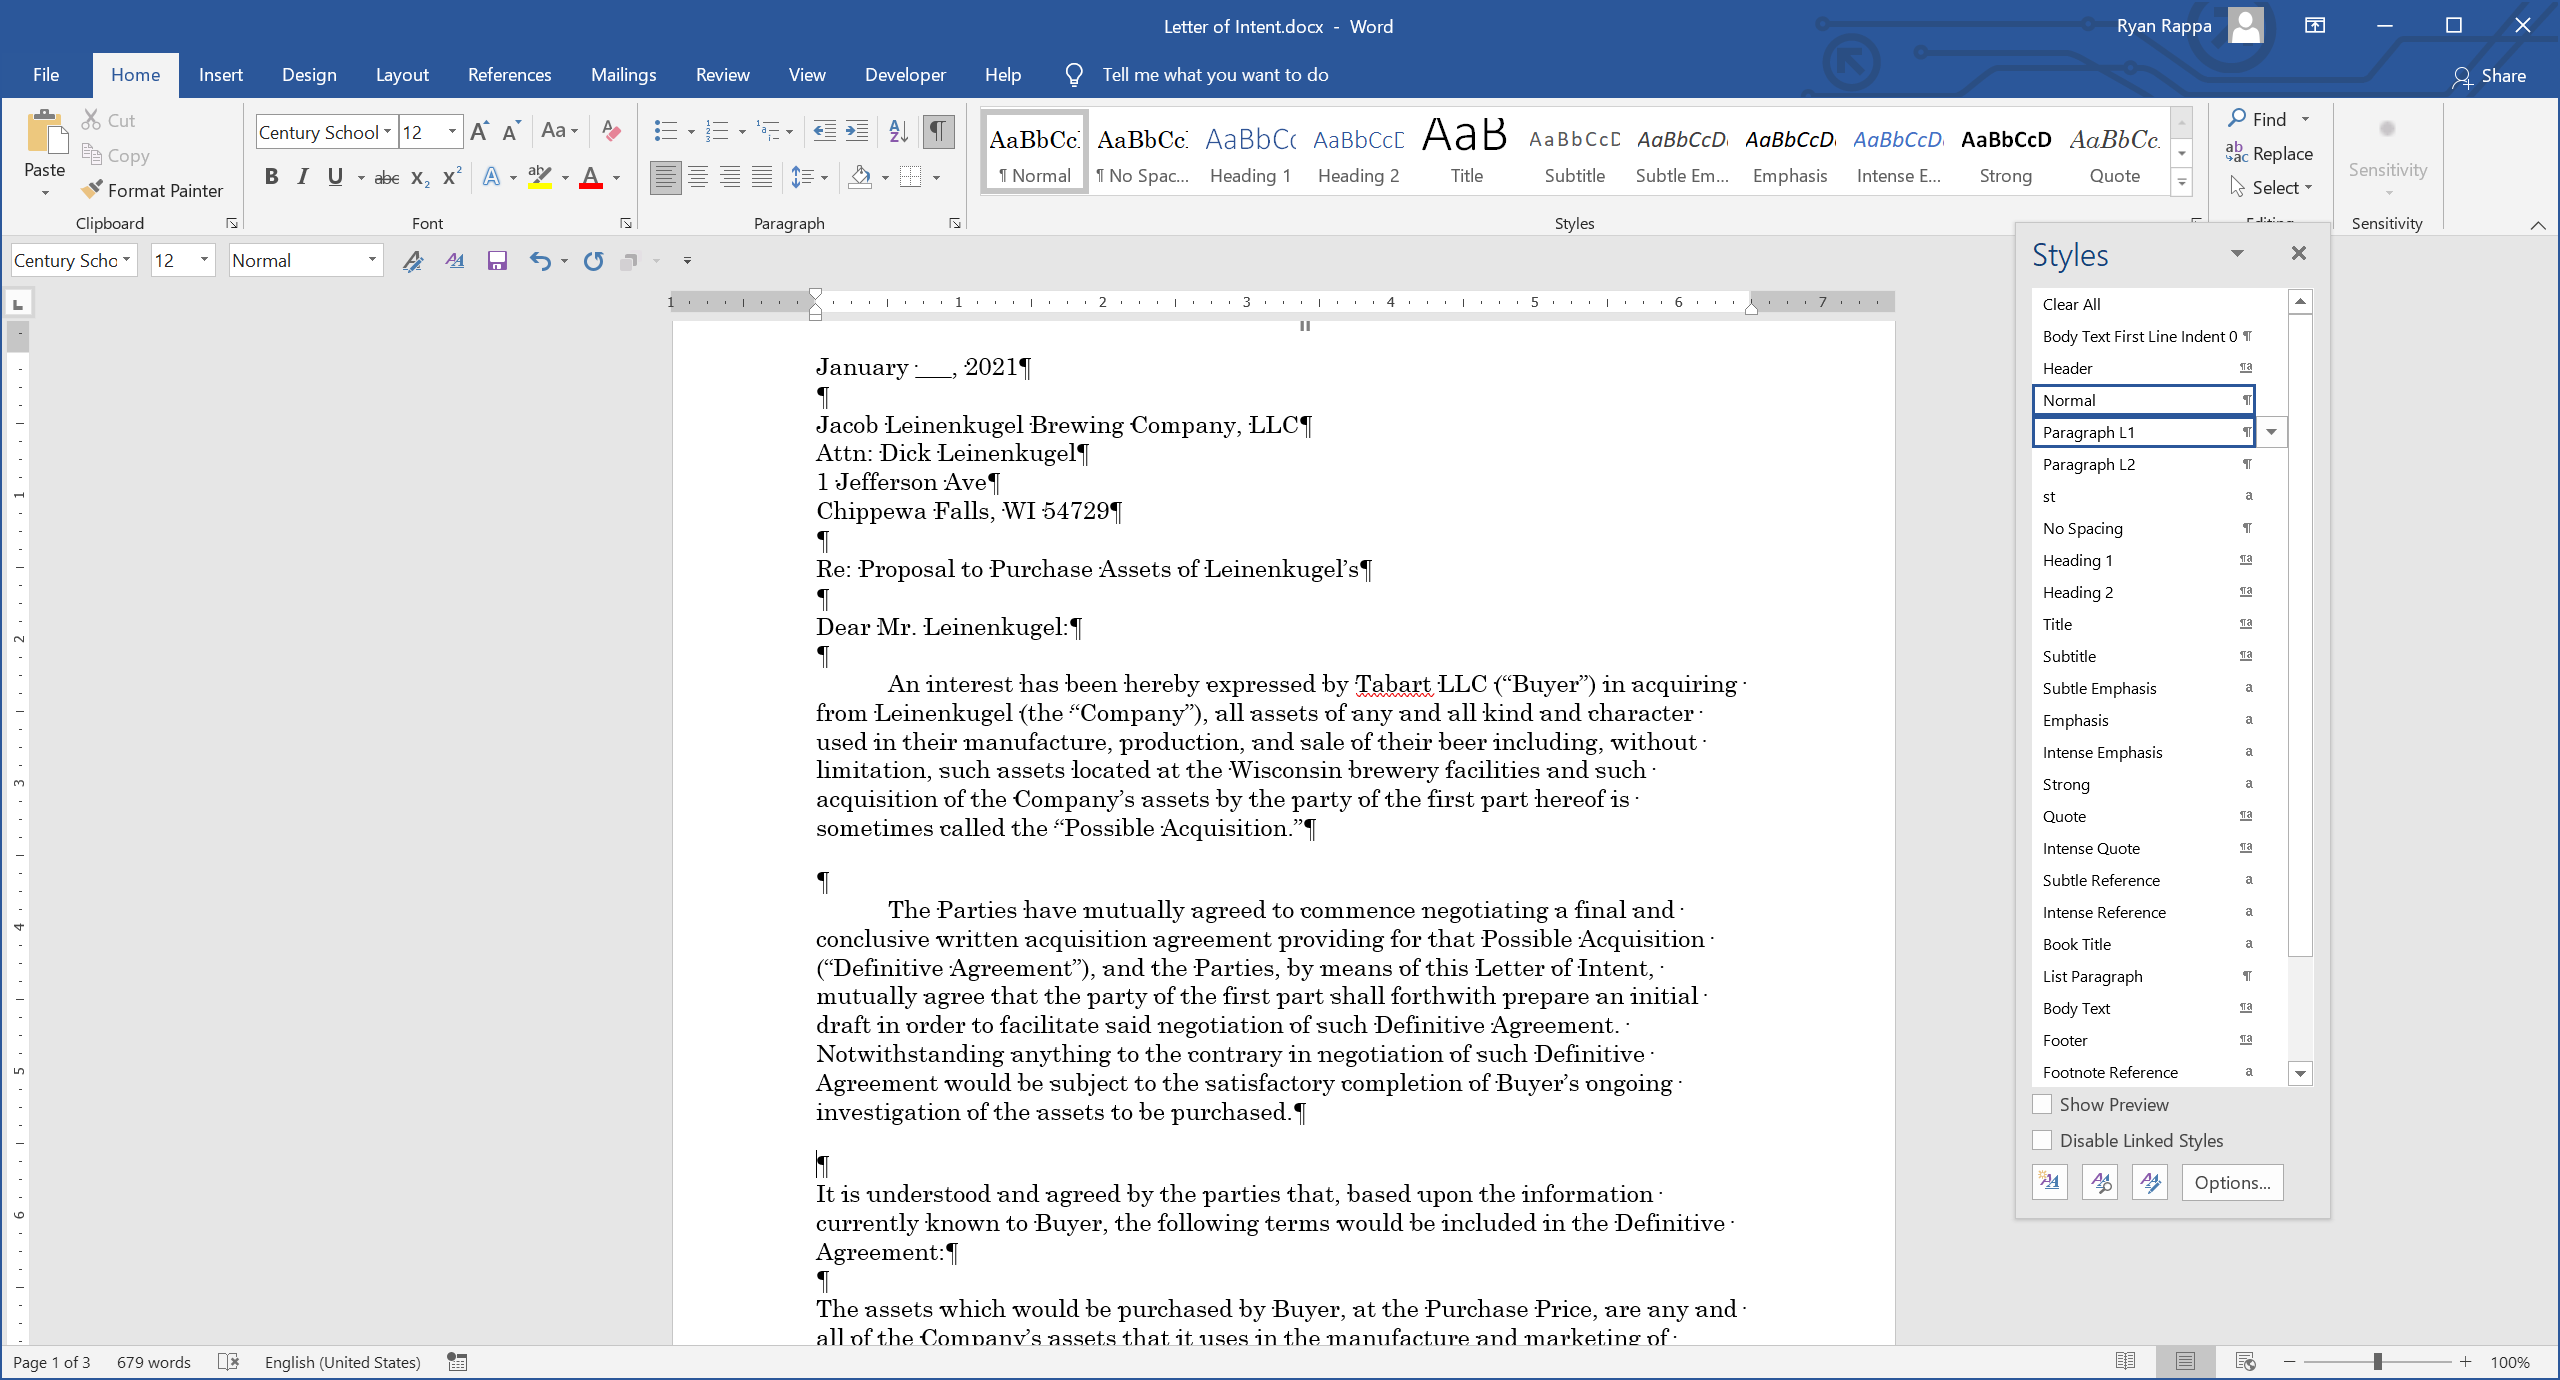 Letter of Intent.docx - Word
Ryan Rappa
File Home Insert Design Layout References Mailings Review View Developer Help Tell me what you want to do
Share
Paste
Cut
Copy
Format Painter
Clipboard
Century School 12
Font
Paragraph
AaBbCc AaBbCc AaBbCc AaBbCcD AaB AaBbCcD AaBbCcD AaBbCcD AaBbCcD AaBbCcD AaBbCc
¶ Normal ¶ No Spac... Heading 1 Heading 2 Title Subtitle Subtle Em... Emphasis Intense E... Strong Quote
Styles
Find
Replace
Select
Editing
Sensitivity
Sensitivity
Century Scho 12 Normal
1 1 2 3 4 5 6 7
1
2
3
4
5
6
January ___, 2021¶
¶
Jacob Leinenkugel Brewing Company, LLC¶
Attn: Dick Leinenkugel¶
1 Jefferson Ave¶
Chippewa Falls, WI 54729¶
¶
Re: Proposal to Purchase Assets of Leinenkugel’s¶
¶
Dear Mr. Leinenkugel:¶
¶
An interest has been hereby expressed by Tabart LLC (“Buyer”) in acquiring
from Leinenkugel (the “Company”), all assets of any and all kind and character
used in their manufacture, production, and sale of their beer including, without
limitation, such assets located at the Wisconsin brewery facilities and such
acquisition of the Company’s assets by the party of the first part hereof is
sometimes called the “Possible Acquisition.”¶
¶
The Parties have mutually agreed to commence negotiating a final and
conclusive written acquisition agreement providing for that Possible Acquisition
(“Definitive Agreement”), and the Parties, by means of this Letter of Intent,
mutually agree that the party of the first part shall forthwith prepare an initial
draft in order to facilitate said negotiation of such Definitive Agreement.
Notwithstanding anything to the contrary in negotiation of such Definitive
Agreement would be subject to the satisfactory completion of Buyer’s ongoing
investigation of the assets to be purchased.¶
¶
It is understood and agreed by the parties that, based upon the information
currently known to Buyer, the following terms would be included in the Definitive
Agreement:¶
¶
The assets which would be purchased by Buyer, at the Purchase Price, are any and
all of the Company’s assets that it uses in the manufacture and marketing of
Styles
Clear All
Body Text First Line Indent 0 ¶
Header ¶a
Normal ¶
Paragraph L1 ¶
Paragraph L2 ¶
st a
No Spacing ¶
Heading 1 ¶a
Heading 2 ¶a
Title ¶a
Subtitle ¶a
Subtle Emphasis a
Emphasis a
Intense Emphasis a
Strong a
Quote ¶a
Intense Quote ¶a
Subtle Reference a
Intense Reference a
Book Title a
List Paragraph ¶
Body Text ¶a
Footer ¶a
Footnote Reference a
Show Preview
Disable Linked Styles
Options...
Page 1 of 3 679 words English (United States) 100%